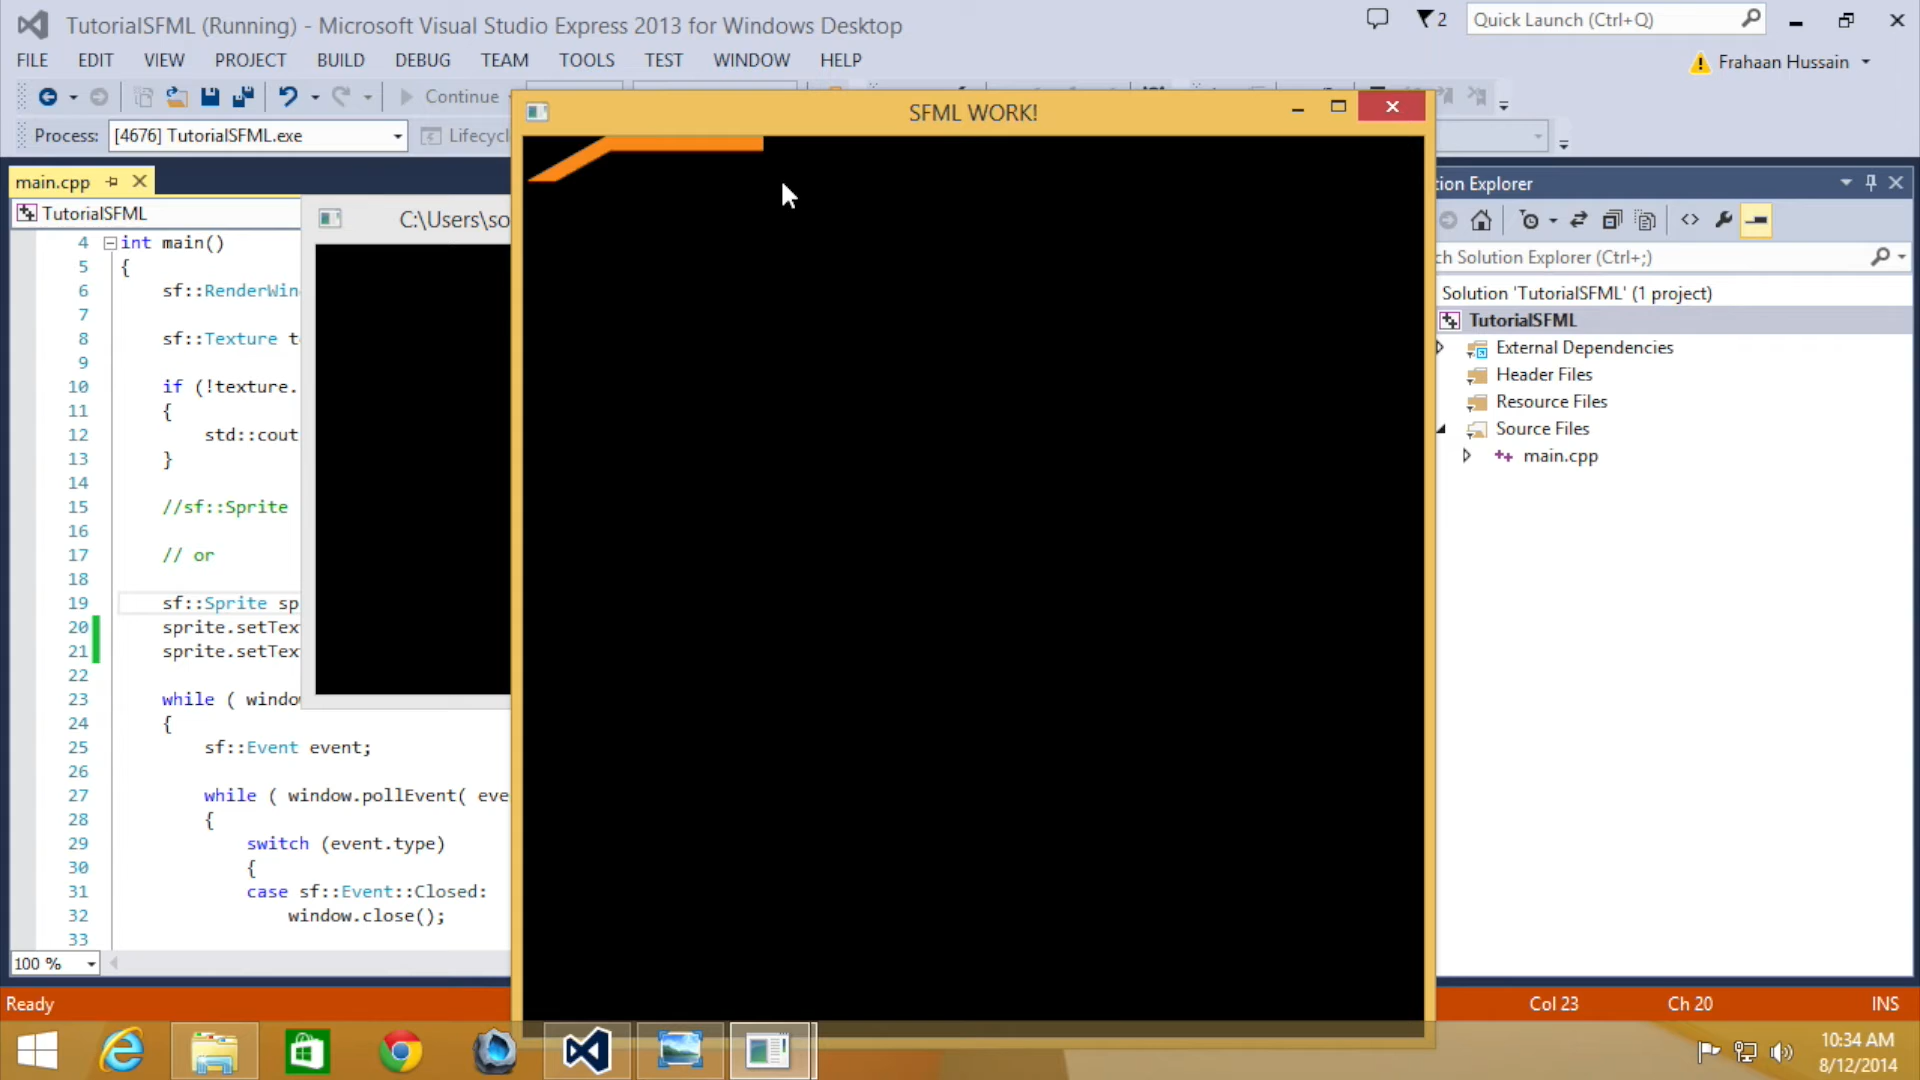 TutorialSFML (Running) - Microsoft Visual Studio Express 2013 for Windows Desktop
2
Quick Launch (Ctrl+Q)
FILE EDIT VIEW PROJECT BUILD DEBUG TEAM TOOLS TEST WINDOW HELP
Frahaan Hussain
Continue
SFML WORK!
Process: [4676] TutorialSFML.exe
Lifecycl
main.cpp
tion Explorer
TutorialSFML
C:\Users\so
ch Solution Explorer (Ctrl+;)
Solution 'TutorialSFML' (1 project)
TutorialSFML
External Dependencies
Header Files
Resource Files
Source Files
main.cpp
4 int main()
5 {
6 sf::RenderWin
7
8 sf::Texture t
9
10 if (!texture.
11 {
12 std::cout
13 }
14
15 //sf::Sprite
16
17 // or
18
19 sf::Sprite sp
20 sprite.setTex
21 sprite.setTex
22
23 while ( windo
24 {
25 sf::Event event;
26
27 while ( window.pollEvent( eve
28 {
29 switch (event.type)
30 {
31 case sf::Event::Closed:
32 window.close();
33
100 %
Ready
Col 23
Ch 20
INS
10:34 AM
8/12/2014